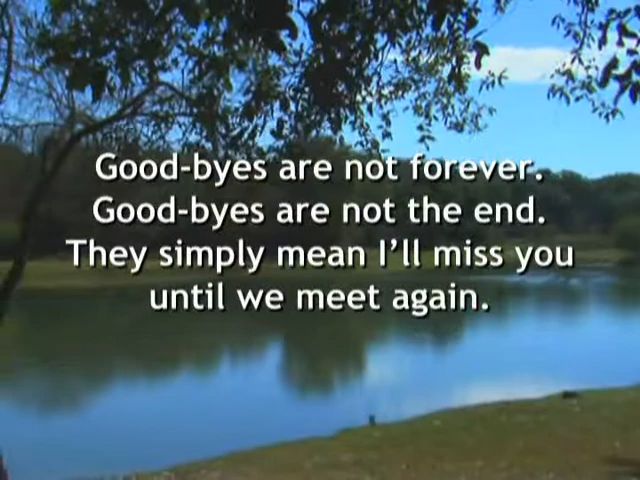 Good-byes are not forever.
Good-byes are not the end.
They simply mean I'll miss you
until we meet again.